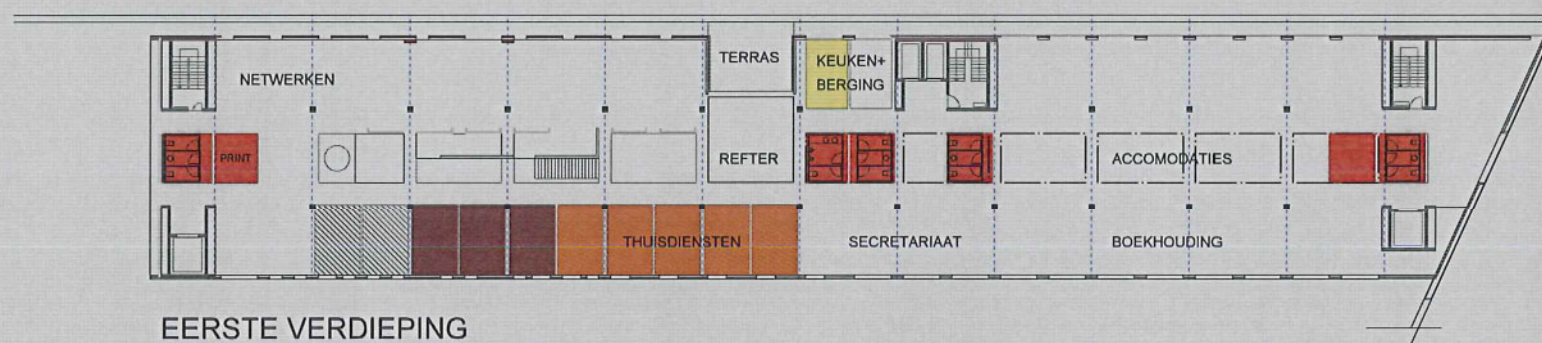 TERRAS
KEUKEN+
BERGING
NETWERKEN
PRINT
REFTER
ACCOMODATIES
THUISDIENSTEN
SECRETARIAAT
BOEKHOUDING
EERSTE VERDIEPING